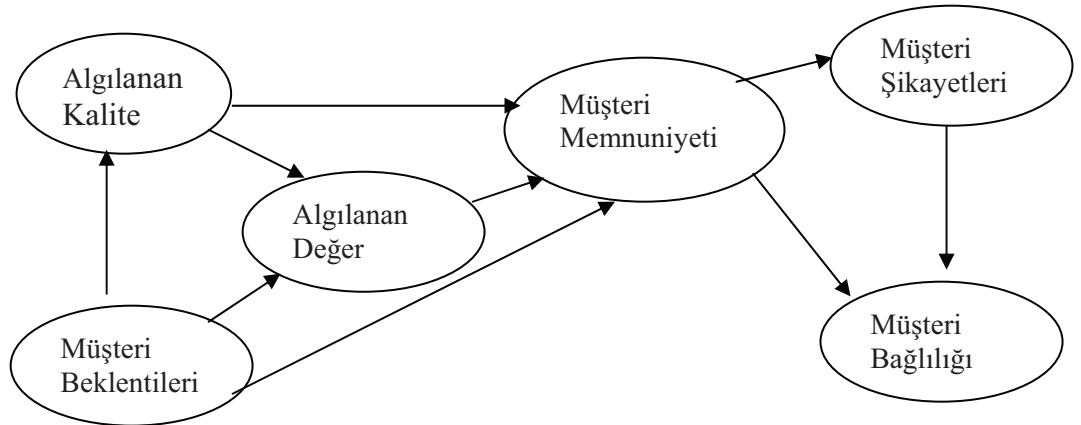 Algılanan
Kalite
Müşteri
Memnuniyeti
Müşteri
Şikayetleri
Algılanan
Değer
Müşteri
Beklentileri
Müşteri
Bağlılığı